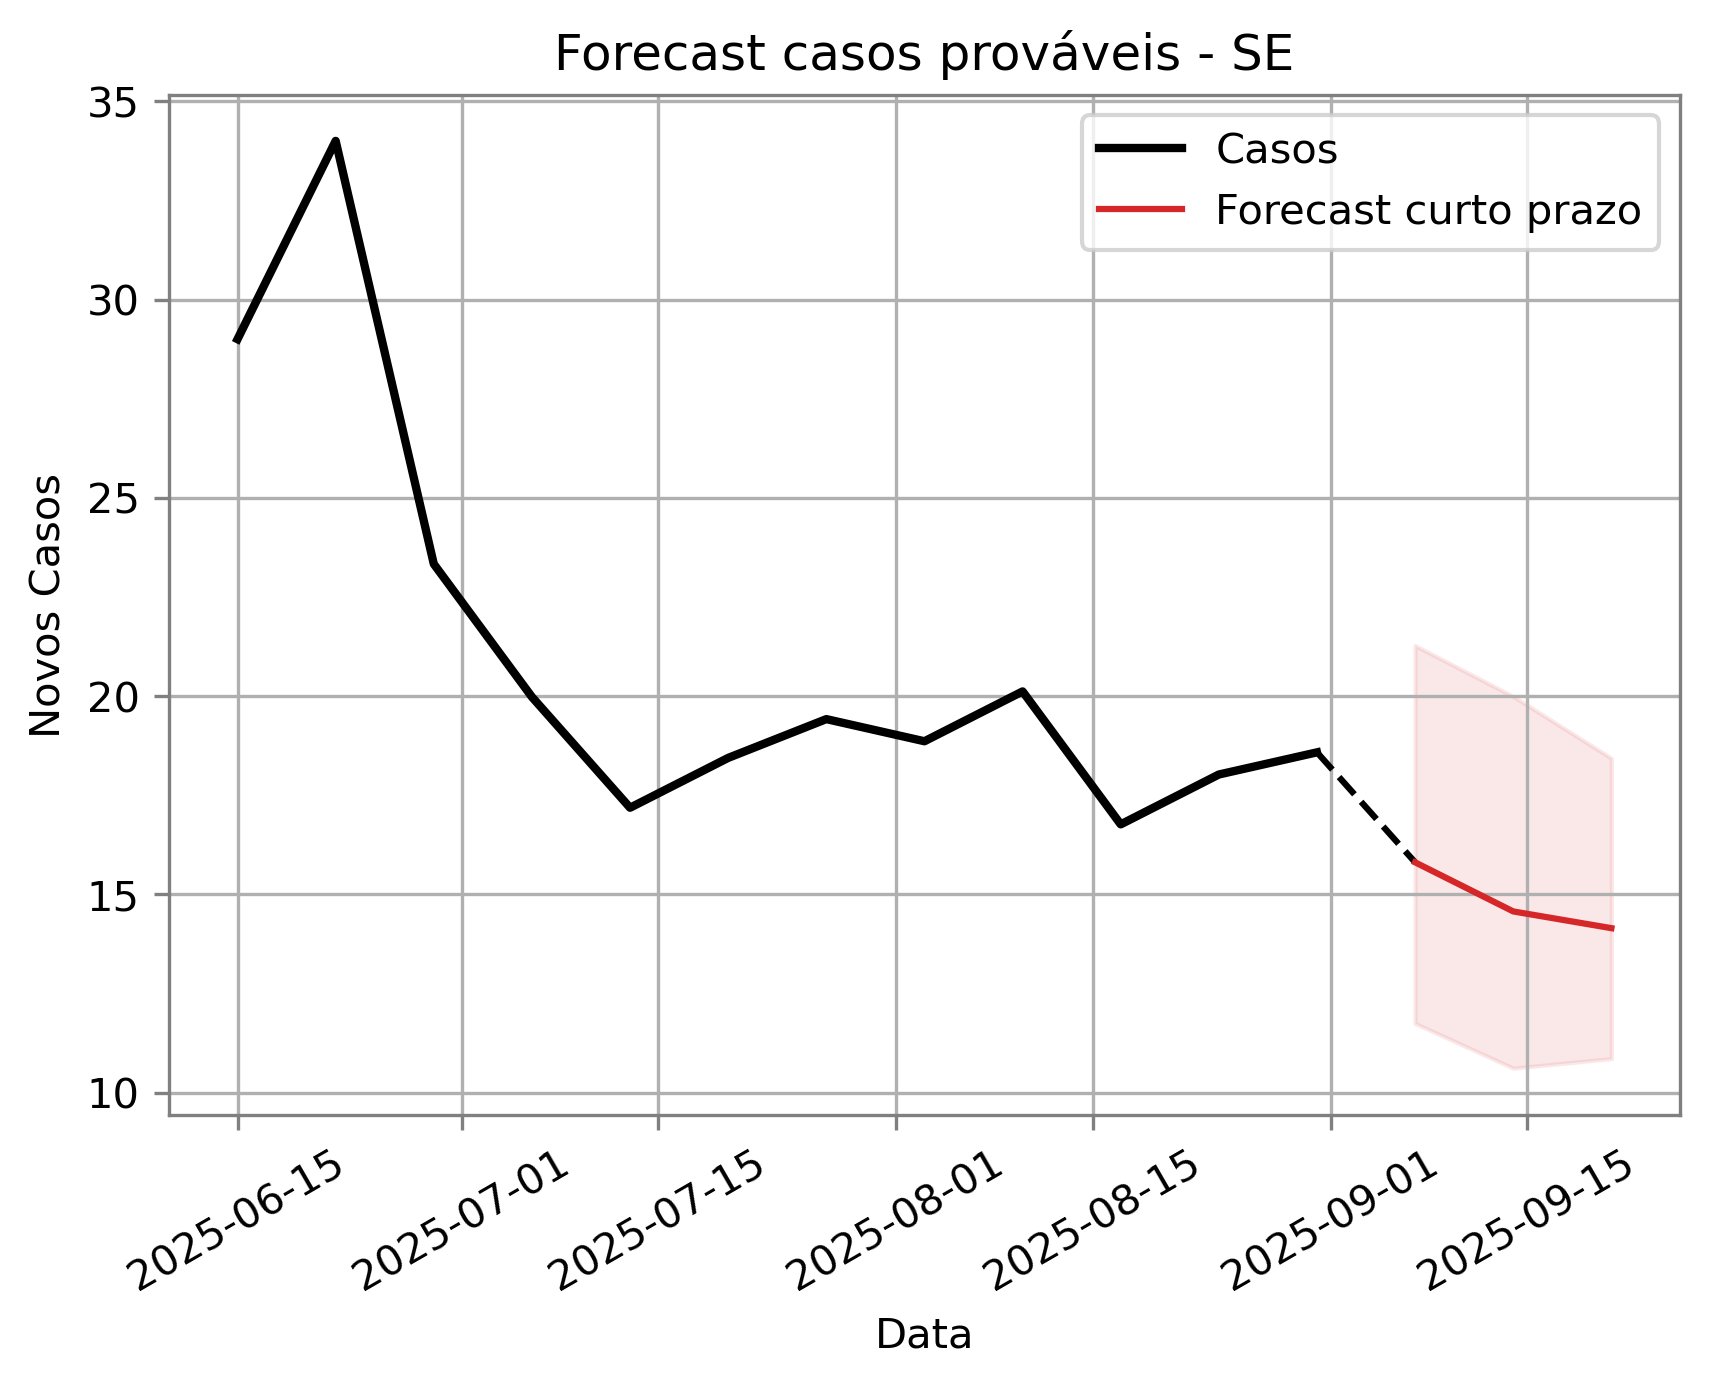 Forecast casos prováveis - SE
35
30
25
20
15
10
Novos Casos
Casos
Forecast curto prazo
2025-06-15
2025-07-01
2025-07-15
2025-08-01
2025-08-15
2025-09-01
2025-09-15
Data